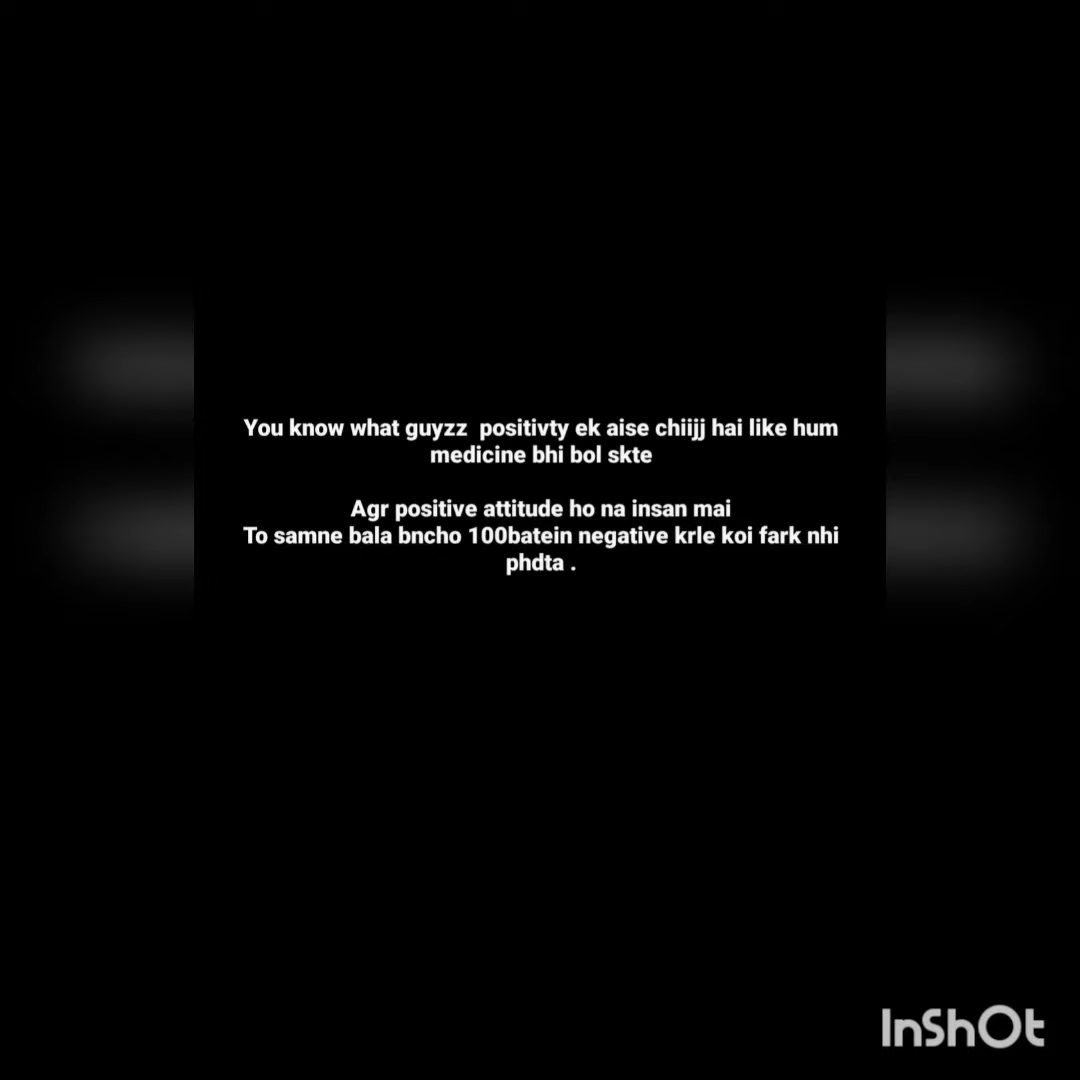 You know what guyzz  positivty ek aise chiijj hai like hum
medicine bhi bol skte
Agr positive attitude ho na insan mai
To samne bala bncho 100batein negative krle koi fark nhi
phdta .
InShOt